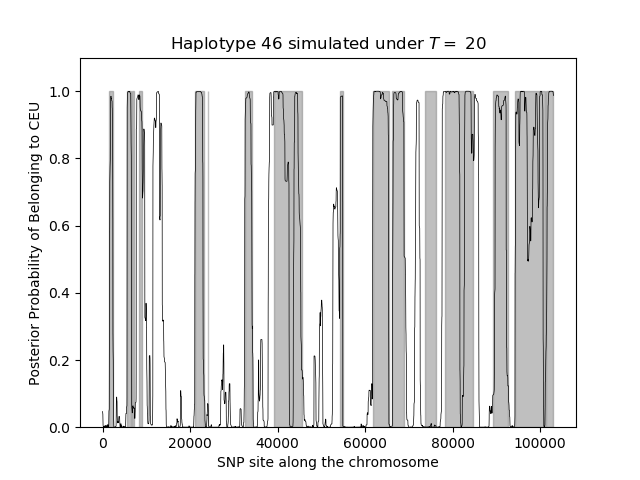 Haplotype 46 simulated under T = 20
Posterior Probability of Belonging to CEU
1.0
0.8
0.6
0.4
0.2
0.0
0 20000 40000 60000 80000 100000
SNP site along the chromosome